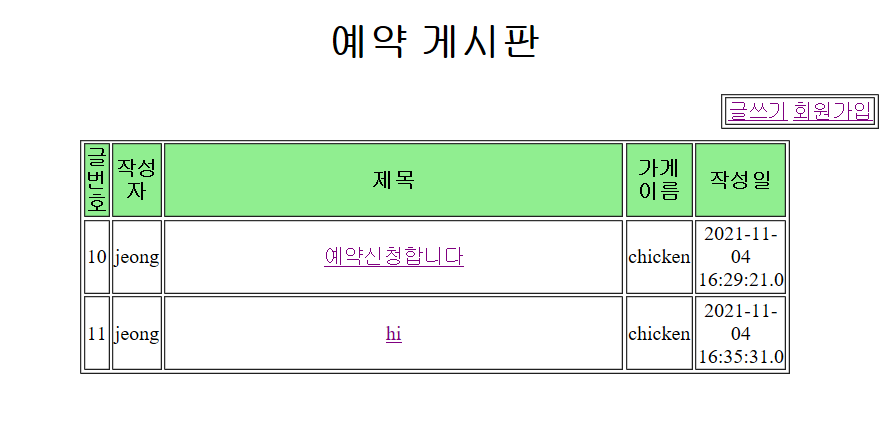 예약 게시판
글쓰기 회원가입
글번호 작성자 제목 가게이름 작성일
10 jeong 예약신청합니다 chicken 2021-11-04 16:29:21.0
11 jeong hi chicken 2021-11-04 16:35:31.0